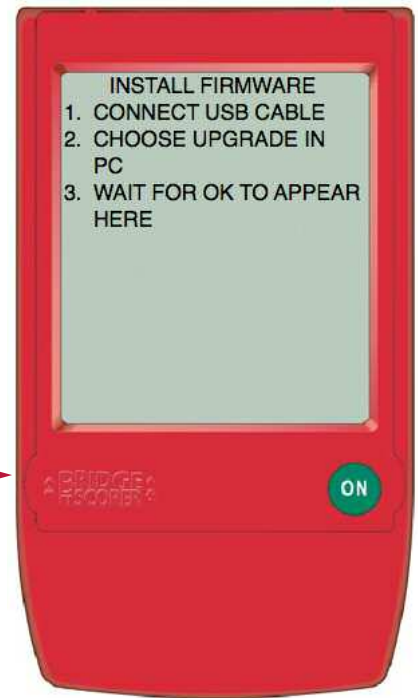 INSTALL FIRMWARE
1. CONNECT USB CABLE
2. CHOOSE UPGRADE IN
PC
3. WAIT FOR OK TO APPEAR
HERE
BRIDGE
SCORER
ON